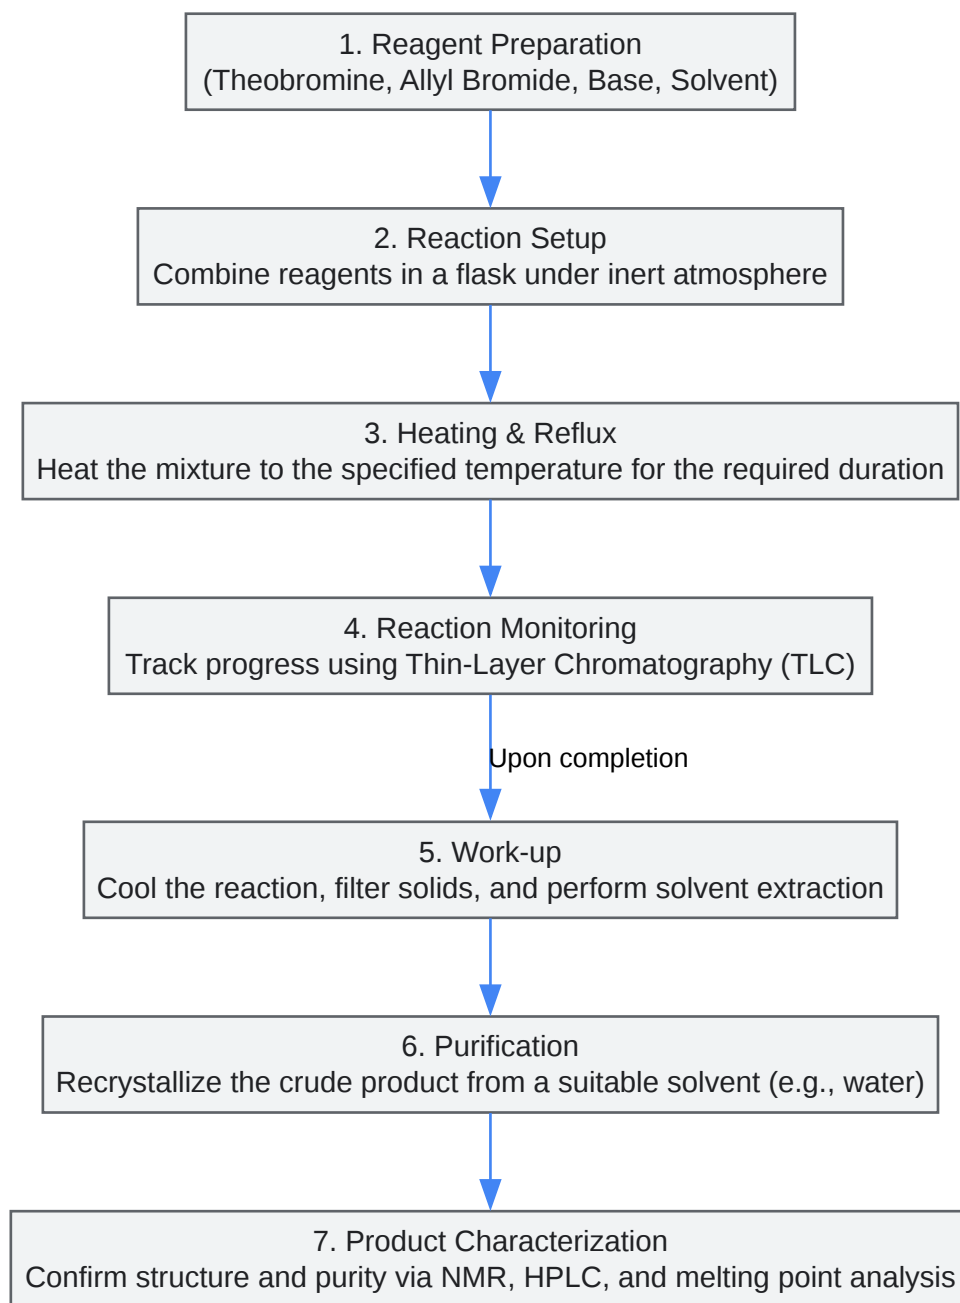 1. Reagent Preparation
(Theobromine, Allyl Bromide, Base, Solvent)
2. Reaction Setup
Combine reagents in a flask under inert atmosphere
3. Heating & Reflux
Heat the mixture to the specified temperature for the required duration
4. Reaction Monitoring
Track progress using Thin-Layer Chromatography (TLC)
Upon completion
5. Work-up
Cool the reaction, filter solids, and perform solvent extraction
6. Purification
Recrystallize the crude product from a suitable solvent (e.g., water)
7. Product Characterization
Confirm structure and purity via NMR, HPLC, and melting point analysis